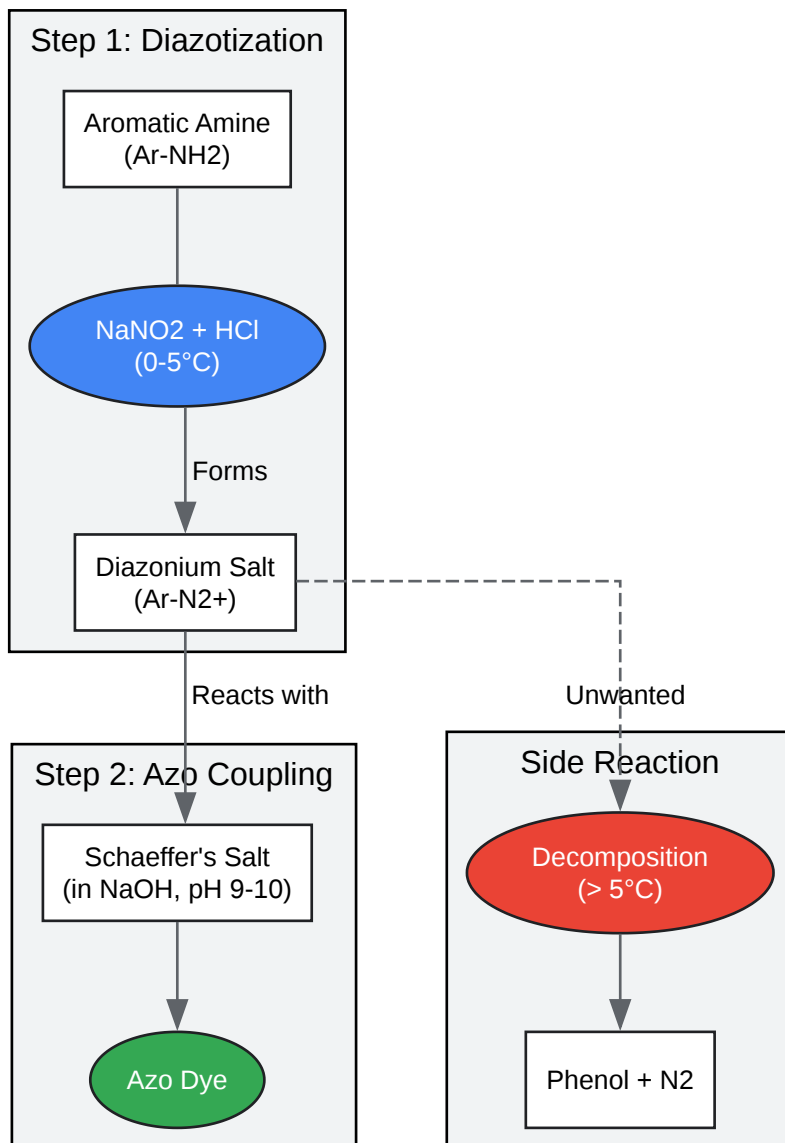 Step 1: Diazotization
Aromatic Amine
(Ar-NH2)
NaNO2 + HCl
(0-5°C)
Forms
Diazonium Salt
(Ar-N2+)
Reacts with
Unwanted
Step 2: Azo Coupling
Schaeffer's Salt
(in NaOH, pH 9-10)
Azo Dye
Side Reaction
Decomposition
(> 5°C)
Phenol + N2